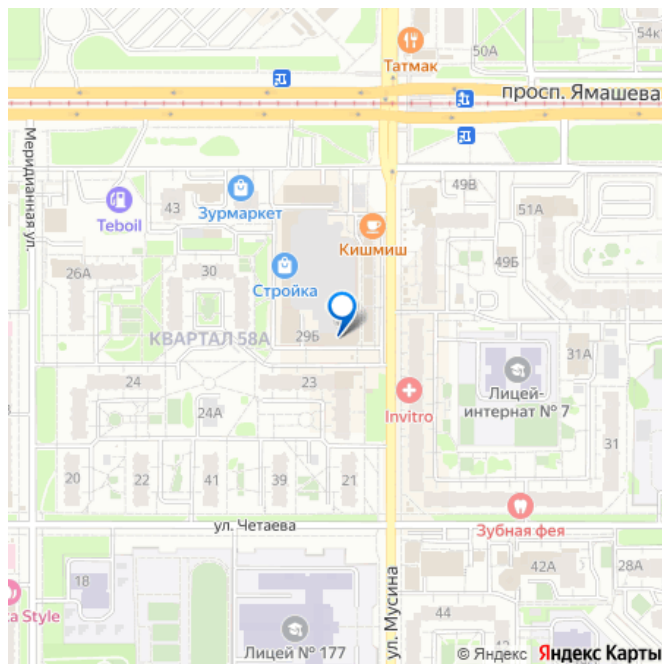 54к
50А
Татмак
просп. Ямашева
Меридианная ул.
Teboil
43
Зурмаркет
49В
51А
Кишмиш
26А
30
49Б
Стройка
КВАРТАЛ 58А
29Б
31А
24
23
Лицей-
интернат № 7
24А
Invitro
31
20
22
41
39
21
ул. Четаева
Зубная фея
18
42А
28А
a Style
44
ул. Мусина
Лицей № 177
© Яндекс Яндекс Карты